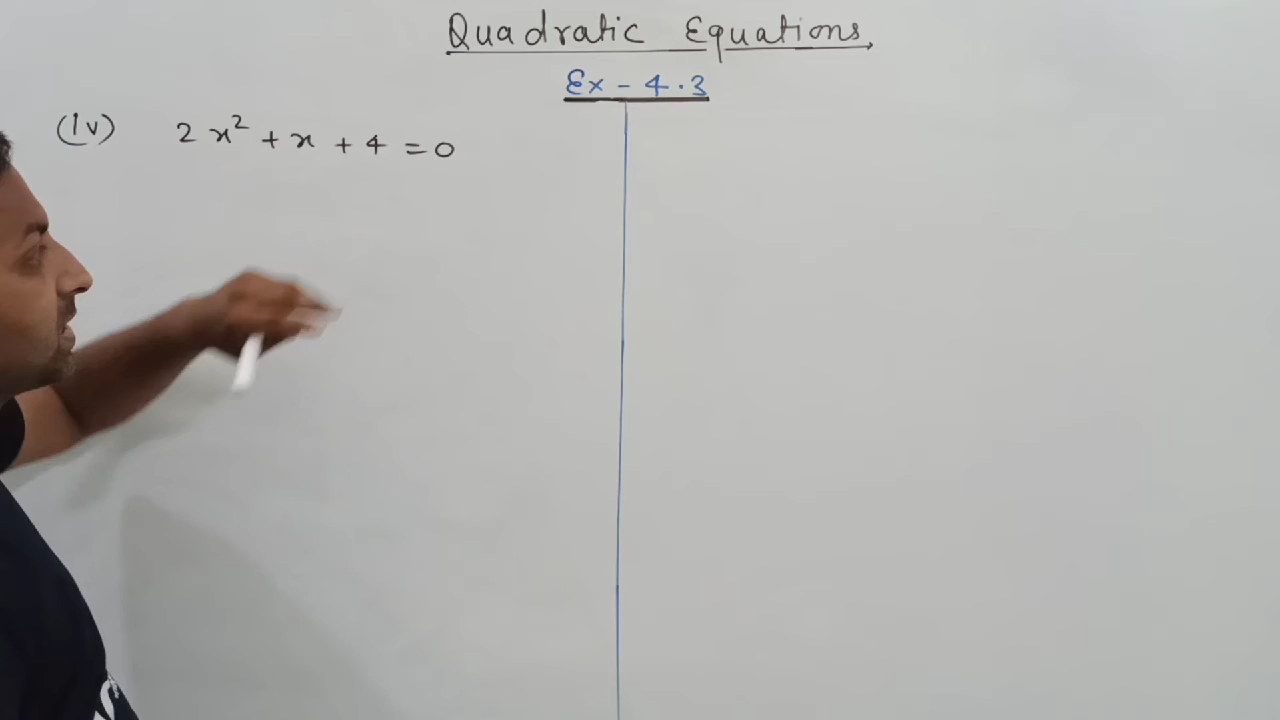 Quadratic Equations
Ex - 4.3
(iv) 2x² + x + 4 = 0